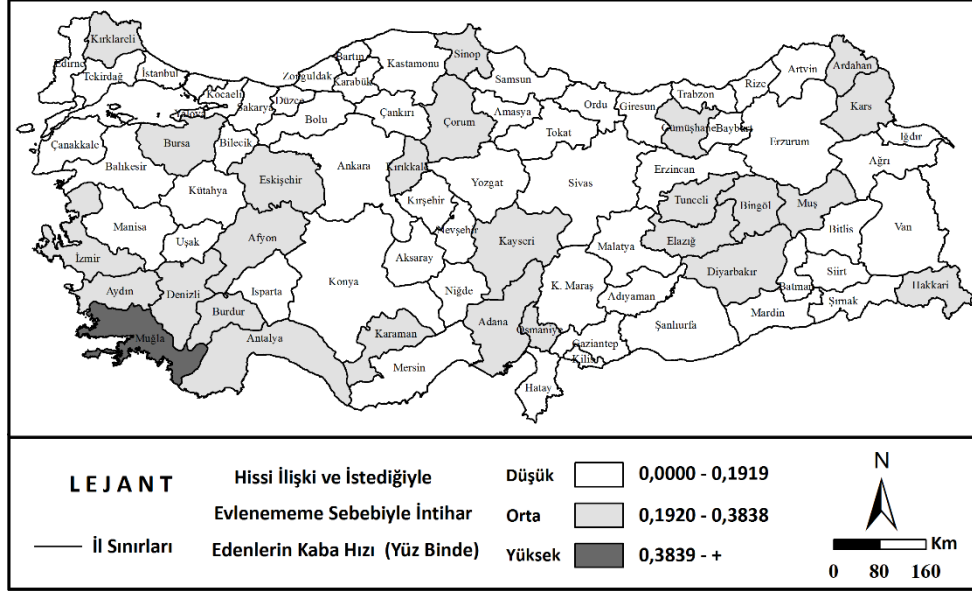 Kırklareli
Edirne
Tekirdağ
İstanbul
Kocaeli
Yalova
Sakarya
Düzce
Zonguldak
Bartın
Karabük
Kastamonu
Sinop
Samsun
Bolu
Çankırı
Çorum
Amasya
Ordu
Giresun
Trabzon
Rize
Artvin
Ardahan
Kars
Gümüşhane
Bayburt
Tokat
Erzurum
Iğdır
Ağrı
Çanakkale
Balıkesir
Bursa
Bilecik
Eskişehir
Ankara
Kırıkkale
Yozgat
Sivas
Erzincan
Kütahya
Kırşehir
Tunceli
Bingöl
Muş
Manisa
Uşak
Afyon
Nevşehir
Kayseri
Malatya
Elazığ
Bitlis
Van
İzmir
Aksaray
Diyarbakır
Siirt
Batman
Hakkari
Aydın
Denizli
Isparta
Konya
Niğde
K. Maraş
Adıyaman
Şırnak
Mardin
Burdur
Antalya
Karaman
Adana
Osmaniye
Şanlıurfa
Gaziantep
Kilis
Muğla
Mersin
Hatay
LEJANT
İl Sınırları
Hissi İlişki ve İstediğiyle
Evlenememe Sebebiyle İntihar
Edenlerin Kaba Hızı (Yüz Binde)
Düşük 0,0000 - 0,1919
Orta 0,1920 - 0,3838
Yüksek 0,3839 - +
N
Km
0 80 160